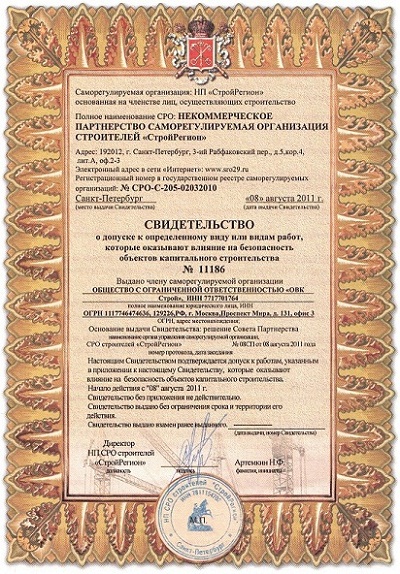 Саморегулируемая организация: НП «СтройРегион»
основанная на членстве лиц, осуществляющих строительство
Полное наименование СРО: НЕКОММЕРЧЕСКОЕ
ПАРТНЕРСТВО САМОРЕГУЛИРУЕМАЯ ОРГАНИЗАЦИЯ
СТРОИТЕЛЕЙ «СтройРегион»
Адрес: 192012, г. Санкт-Петербург, 3-ий Рабфаковский пер., д.5,кор.4,
лит.А, оф.2-3
Электронный адрес в сети «Интернет»: www.sro29.ru
Регистрационный номер в государственном реестре саморегулируемых
организаций: № СРО-С-205-02032010
Санкт-Петербург «08» августа 2011 г.
(место выдачи Свидетельства) (дата выдачи Свидетельства)
СВИДЕТЕЛЬСТВО
о допуске к определенному виду или видам работ,
которые оказывают влияние на безопасность
объектов капитального строительства
№ 11186
Выдано члену саморегулируемой организации
ОБЩЕСТВО С ОГРАНИЧЕННОЙ ОТВЕТСТВЕННОСТЬЮ «ОВК
Строй», ИНН 7717701764
полное наименование юридического лица, ИНН
ОГРН 1117746474636, 129226,РФ, г. Москва,Проспект Мира, д. 131, офис 3
ОГРН, адрес местонахождения;
Основание выдачи Свидетельства: решение Совета Партнерства
наименование органа управления саморегулируемой организации,
СРО строителей «СтройРегион» № 08СП от 08 августа 2011 года
номер протокола, дата заседания
Настоящим Свидетельством подтверждается допуск к работам, указанным
в приложении к настоящему Свидетельству, которые оказывают
влияние на безопасность объектов капитального строительства.
Начало действия с "08" августа 2011 г.
Свидетельство без приложения не действительно.
Свидетельство выдано без ограничения срока и территории его
действия.
Свидетельство выдано взамен ранее выданного.
(дата выдачи, номер Свидетельства)
Директор
НП СРО строителей
«СтройРегион» Артемкин Н.Ф.
должность подпись фамилия, инициалы
М.П.
НП СРО строителей "СтройРегион"
Санкт-Петербург